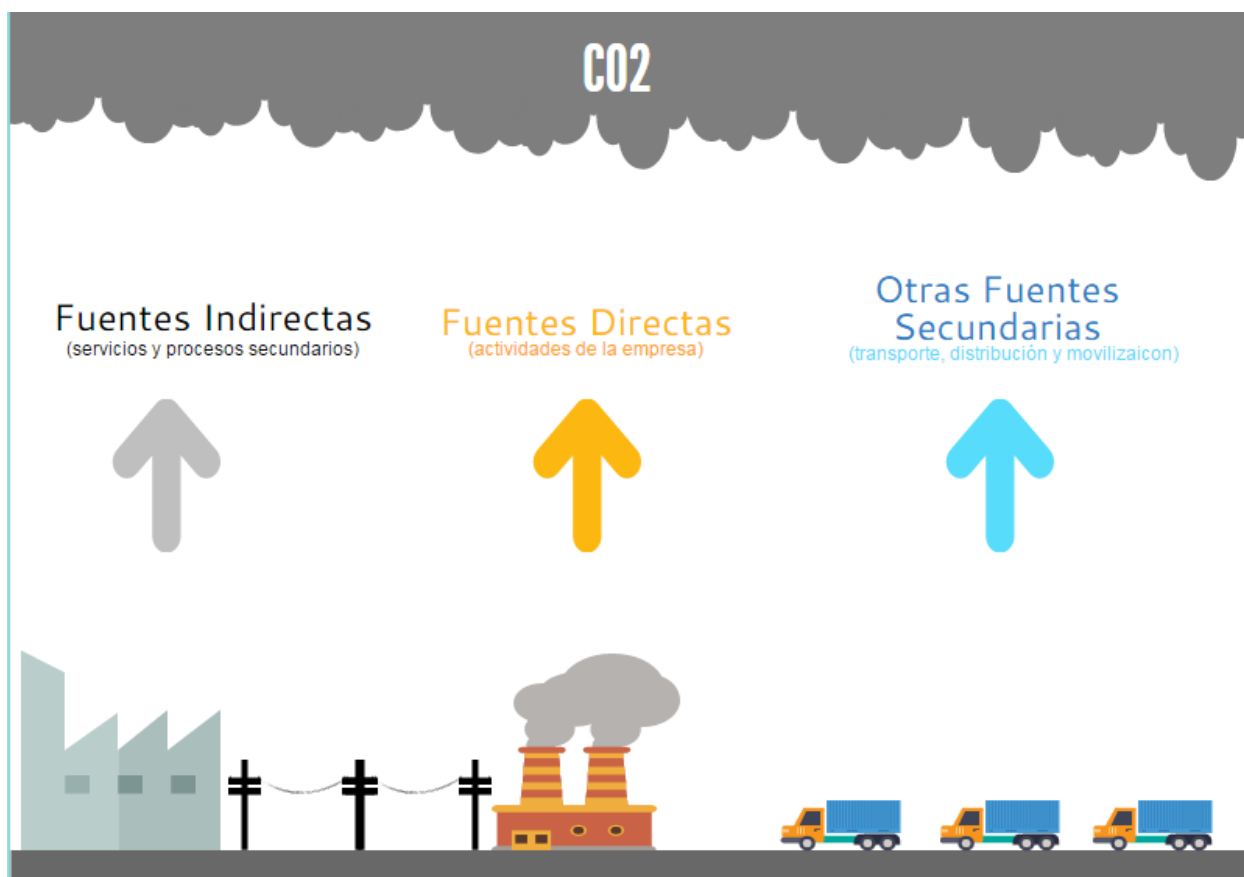 CO2
Fuentes Indirectas
(servicios y procesos secundarios)
Fuentes Directas
(actividades de la empresa)
Otras Fuentes
Secundarias
(transporte, distribución y movilizaicon)